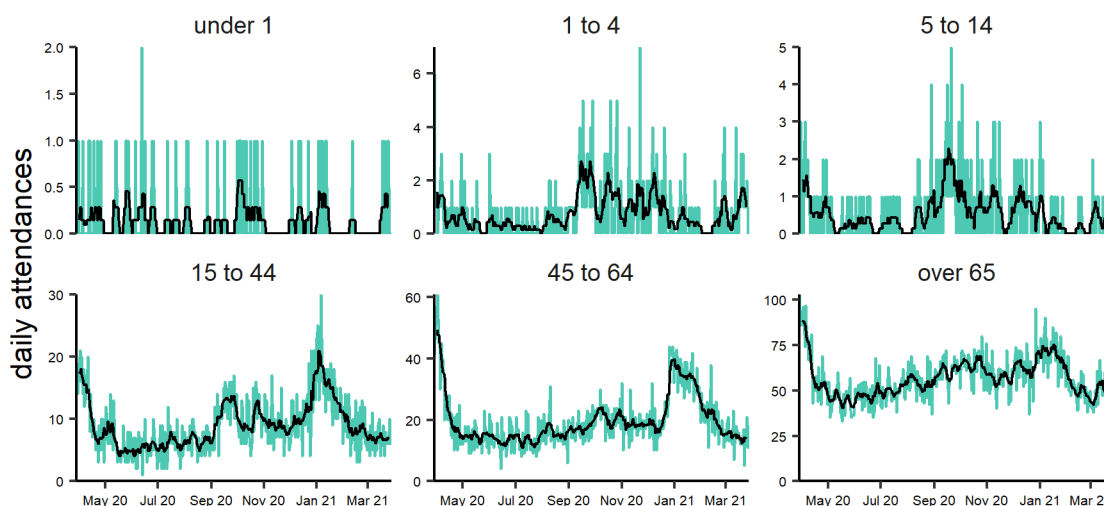 under 1
1 to 4
5 to 14
2.0
1.5
1.0
0.5
0.0
6
4
2
0
5
4
3
2
1
0
daily attendances
15 to 44
45 to 64
over 65
30
20
10
0
60
40
20
0
100
75
50
25
0
May 20 Jul 20 Sep 20 Nov 20 Jan 21 Mar 21
May 20 Jul 20 Sep 20 Nov 20 Jan 21 Mar 21
May 20 Jul 20 Sep 20 Nov 20 Jan 21 Mar 21